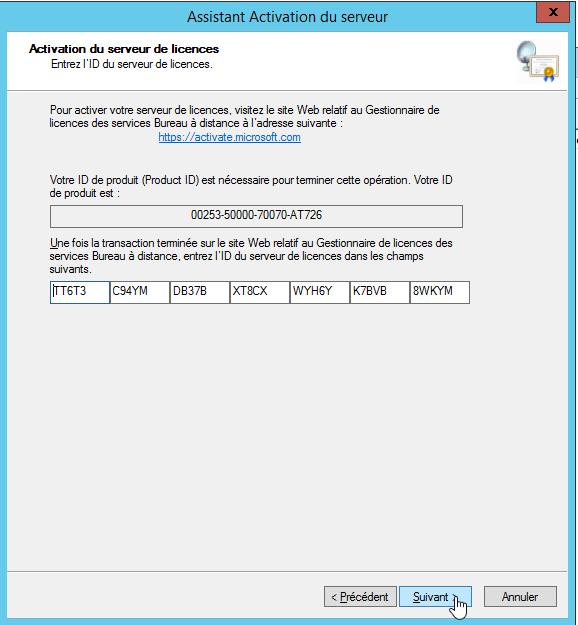 Assistant Activation du serveur
x
Activation du serveur de licences
Entrez l'ID du serveur de licences.
Pour activer votre serveur de licences, visitez le site Web relatif au Gestionnaire de
licences des services Bureau à distance à l'adresse suivante :
https://activate.microsoft.com
Votre ID de produit (Product ID) est nécessaire pour terminer cette opération. Votre ID
de produit est :
00253-50000-70070-AT726
Une fois la transaction terminée sur le site Web relatif au Gestionnaire de licences des
services Bureau à distance, entrez l'ID du serveur de licences dans les champs
suivants.
TT6T3 C94YM DB37B XT8CX WYH6Y K7BVB 8WKYM
< Précédent Suivant > Annuler